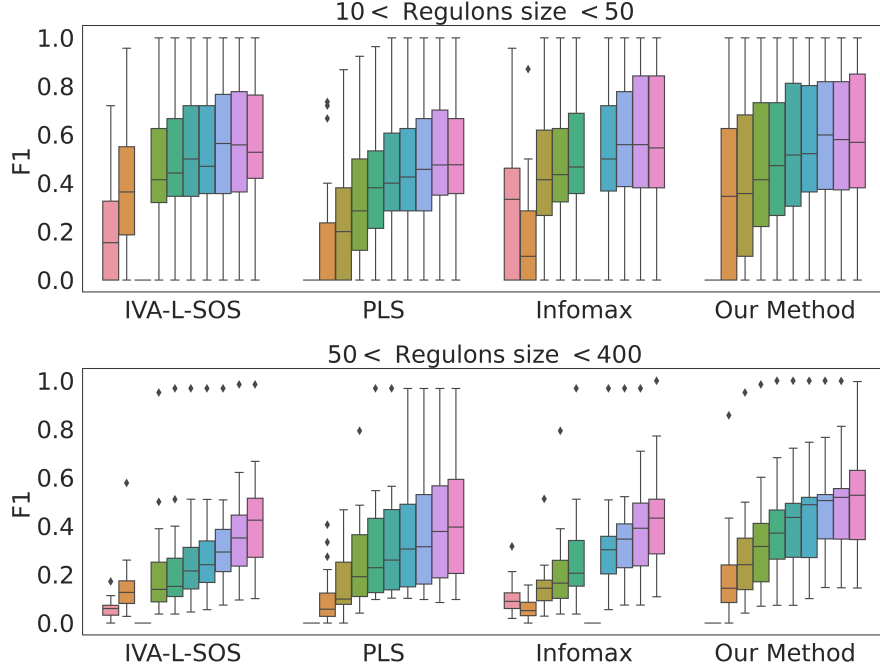 10 < Regulons size < 50
1.0
0.8
0.6
0.4
0.2
0.0
F1
IVA-L-SOS PLS Infomax Our Method
50 < Regulons size < 400
1.0
0.8
0.6
0.4
0.2
0.0
F1
IVA-L-SOS PLS Infomax Our Method